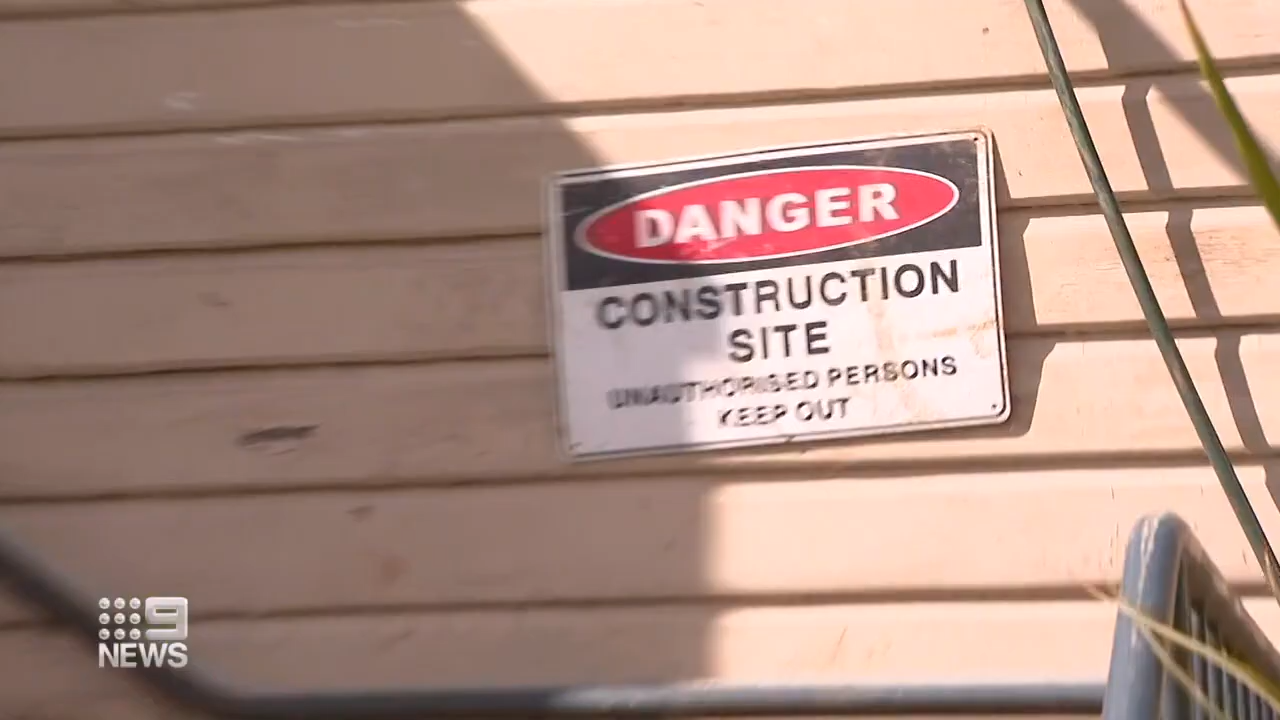 DANGER
CONSTRUCTION
SITE
UNAUTHORISED PERSONS
KEEP OUT
9
NEWS